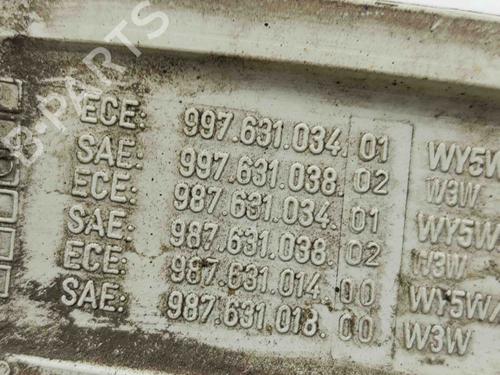 B-PARTS
ECE: 997.631.034.01 WY5W
SAE: 997.631.038.02 W3W
ECE: 987.631.034.01 WY5W
SAE: 987.631.038.02 W3W
ECE: 987.631.014.00 WY5W/
SAE: 987.631.018.00 W3W